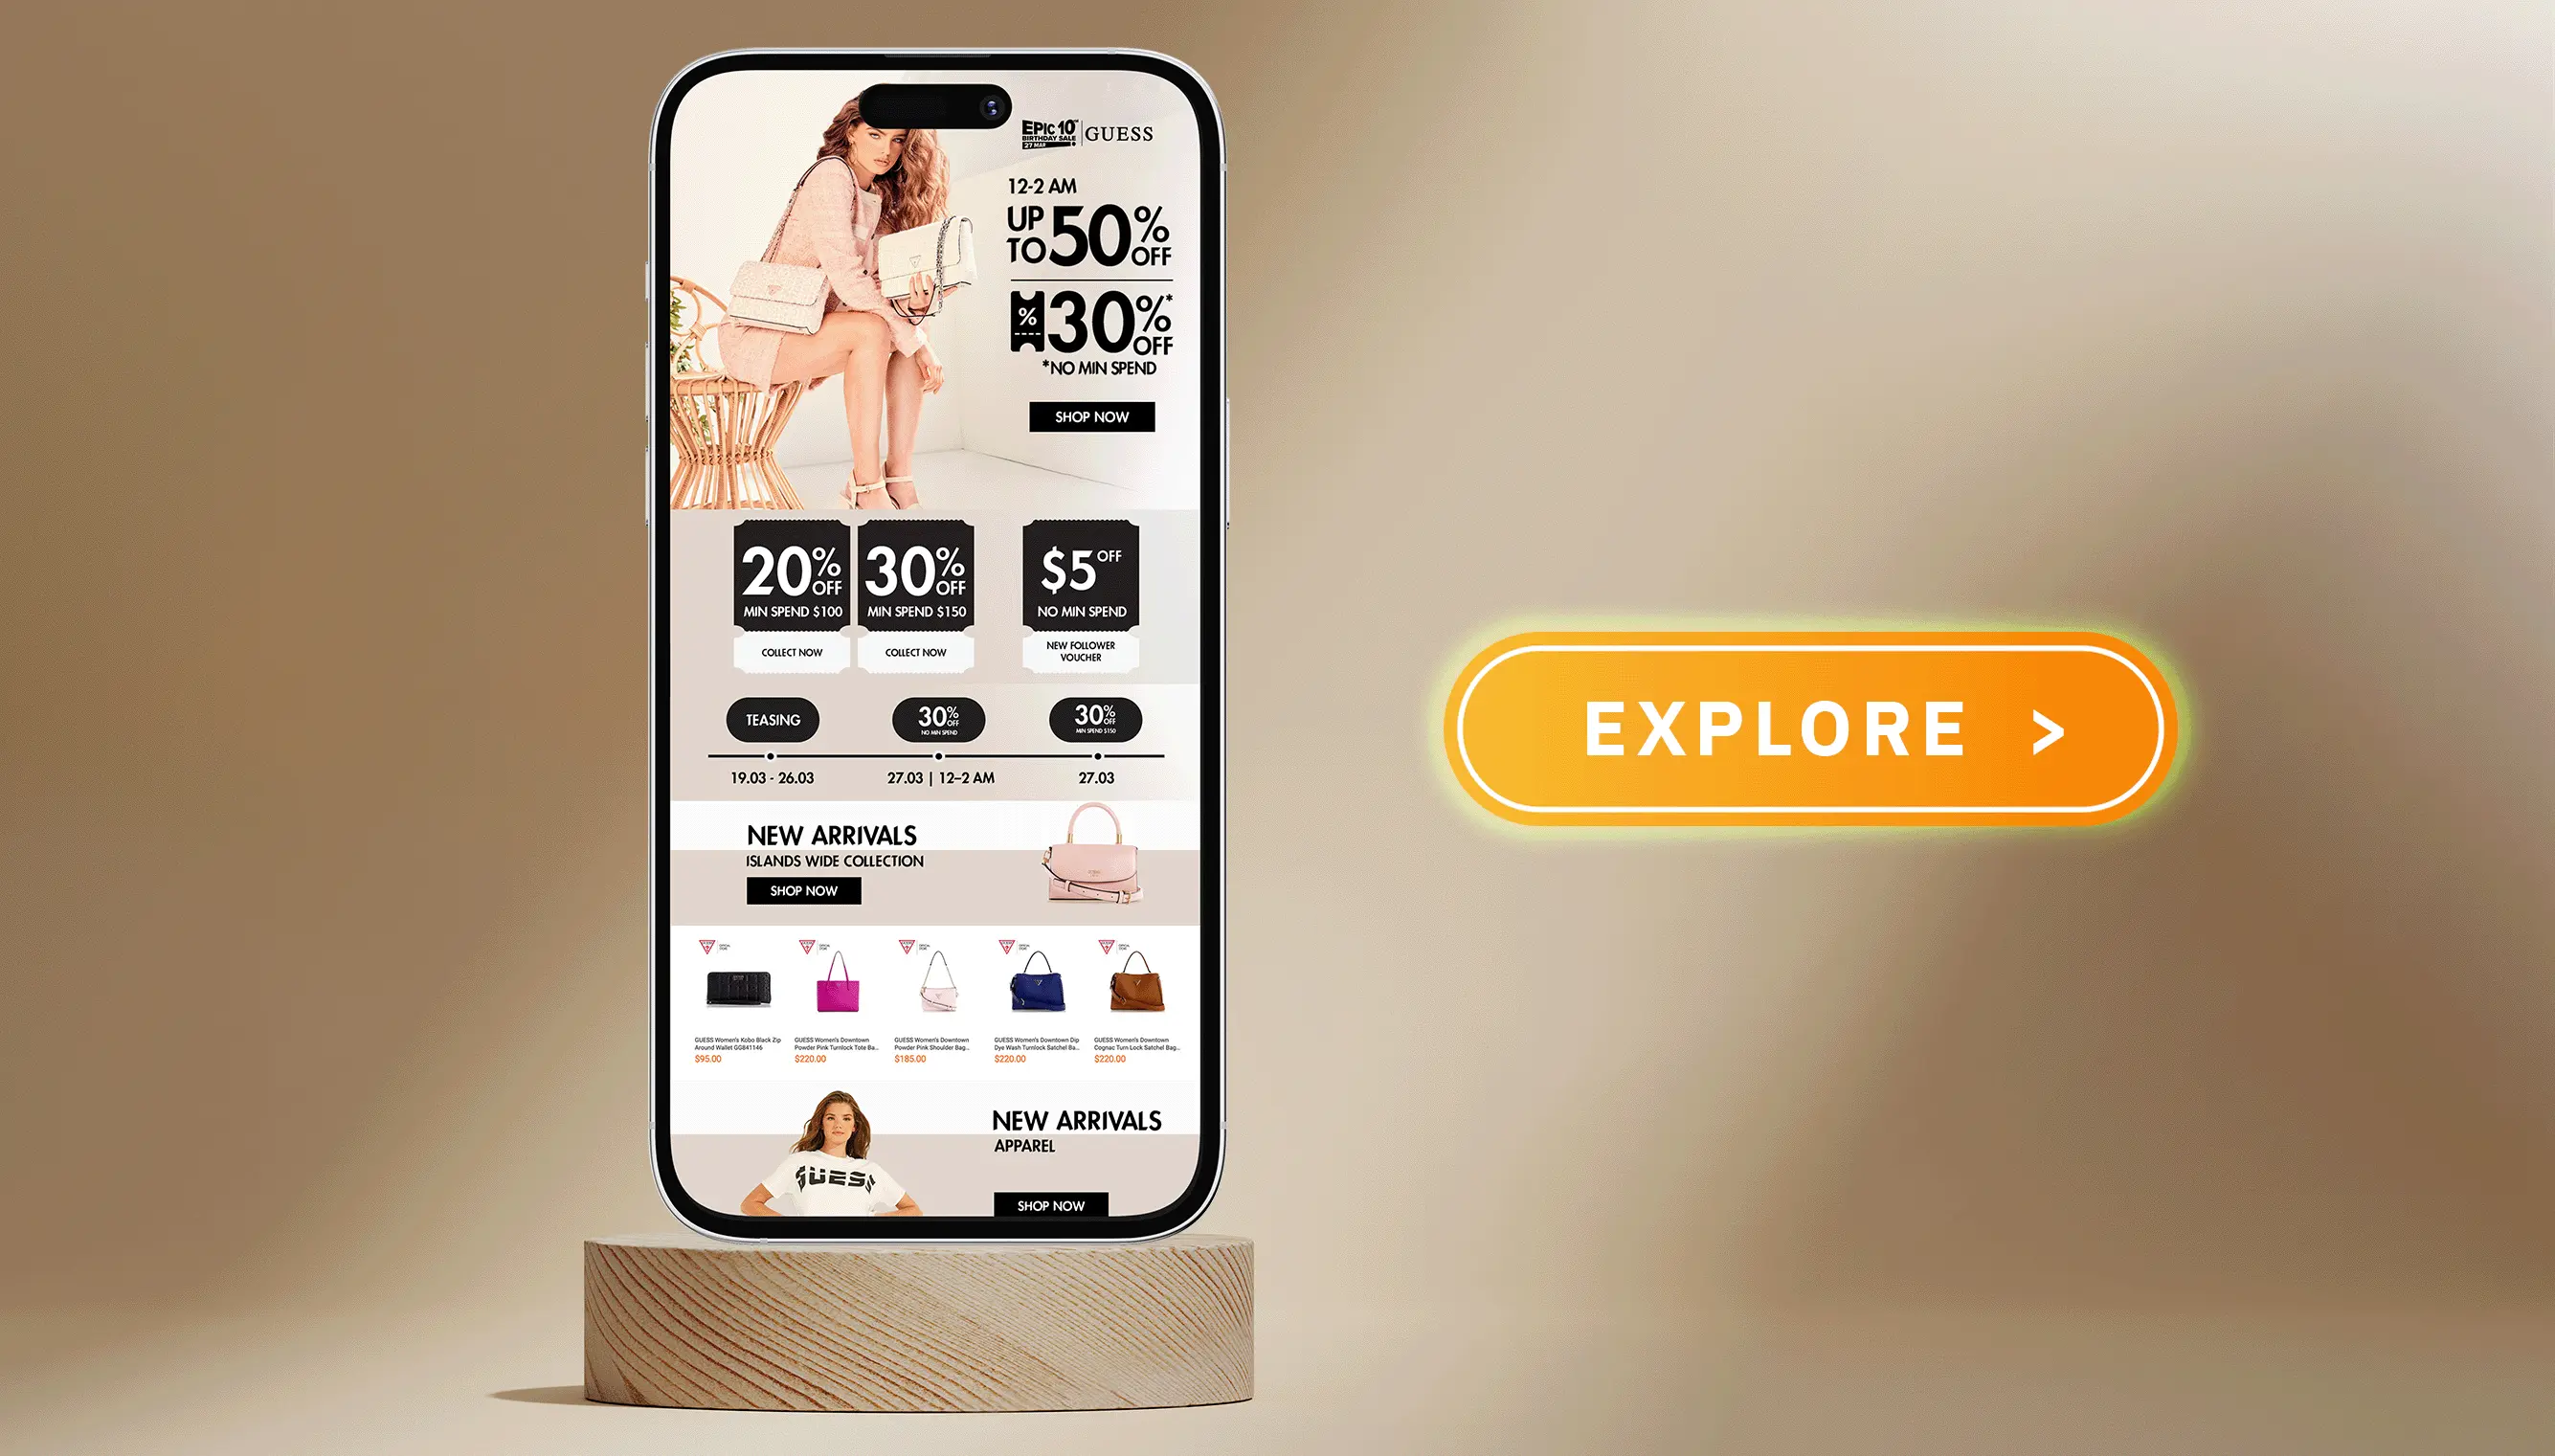 EPIC 10TH
BIRTHDAY SALE
27 MAR
GUESS
12-2 AM
UP TO 50% OFF
% 30%* OFF
*NO MIN SPEND
SHOP NOW
20% OFF
MIN SPEND $100
COLLECT NOW
30% OFF
MIN SPEND $150
COLLECT NOW
$5 OFF
NO MIN SPEND
NEW FOLLOWER
VOUCHER
TEASING
30% OFF
NO MIN SPEND
30% OFF
MIN SPEND $150
19.03 - 26.03
27.03 | 12–2 AM
27.03
NEW ARRIVALS
ISLANDS WIDE COLLECTION
SHOP NOW
GUESS Women's Kobo Black Zip
Around Wallet GG841146
$95.00
GUESS Women's Downtown
Powder Pink Turnlock Tote Ba...
$220.00
GUESS Women's Downtown
Powder Pink Shoulder Bag...
$185.00
GUESS Women's Downtown Dip
Dye Wash Turnlock Satchel Ba...
$220.00
GUESS Women's Downtown
Cognac Turn Lock Satchel Bag...
$220.00
NEW ARRIVALS
APPAREL
GUESS
SHOP NOW
EXPLORE >